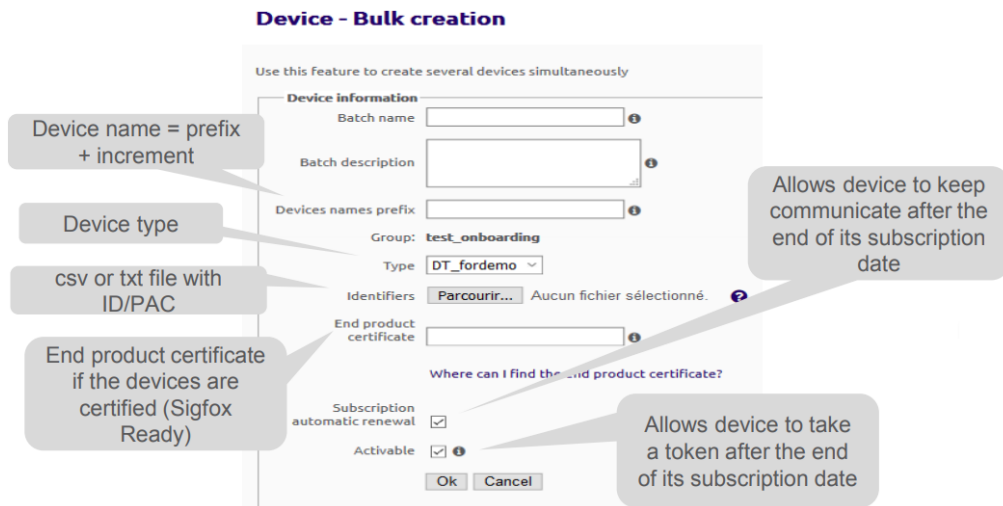 Device - Bulk creation
Use this feature to create several devices simultaneously
Device information
Batch name
Device name = prefix
+ increment
Batch description
Allows device to keep
communicate after the
end of its subscription
date
Devices names prefix
Device type
Group: test_onboarding
Type DT_fordemo
csv or txt file with
ID/PAC
Identifiers Parcourir... Aucun fichier sélectionné.
End product
certificate
End product certificate
if the devices are
certified (Sigfox
Ready)
Where can I find the end product certificate?
Subscription
automatic renewal
Allows device to take
a token after the end
of its subscription date
Activable
Ok Cancel